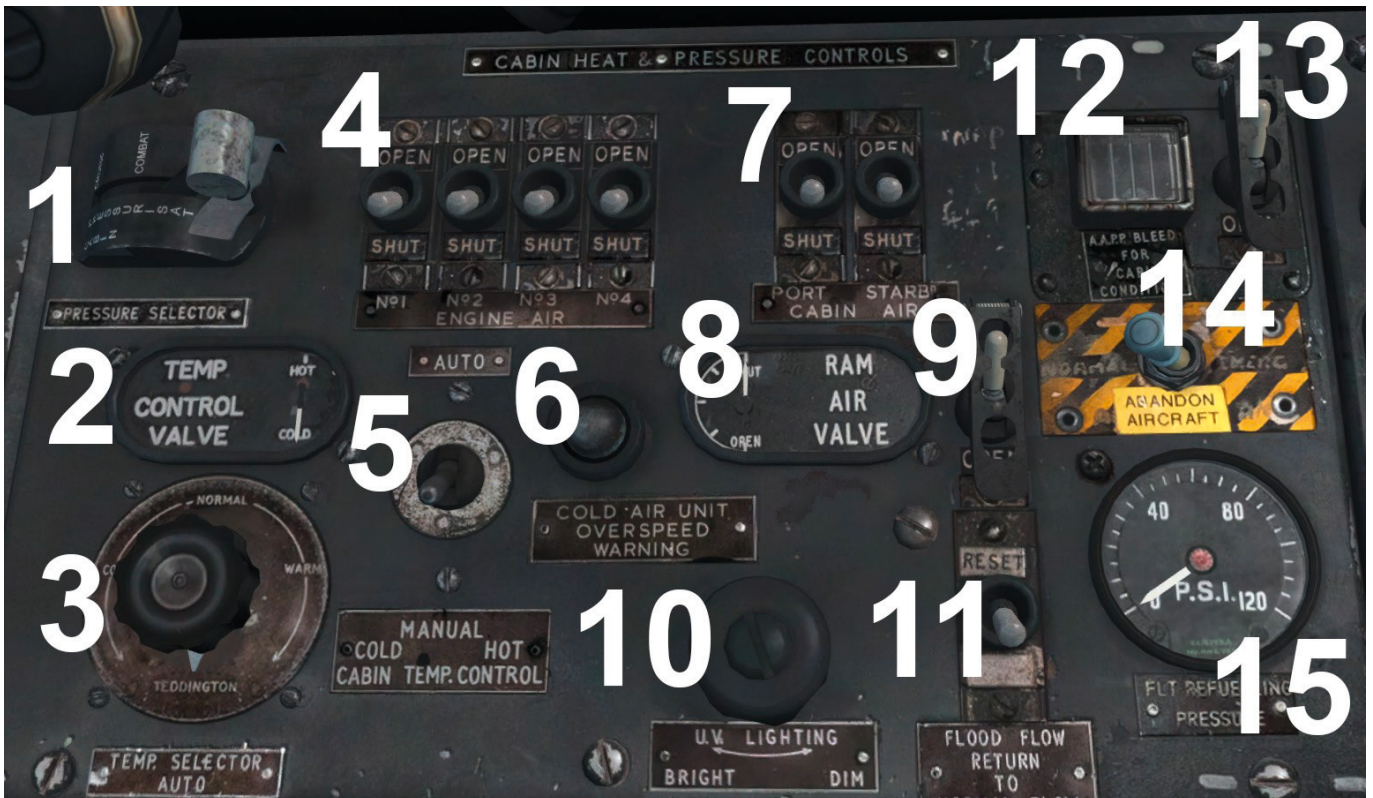 CABIN HEAT & PRESSURE CONTROLS
1
COMBAT
PRESSURE SELECTOR
4
OPEN OPEN OPEN OPEN
SHUT SHUT SHUT SHUT
Nº1 Nº2 Nº3 Nº4
ENGINE AIR
7
OPEN OPEN
SHUT SHUT
PORT STARBD
CABIN AIR
12
A.A.P.P. BLEED
FOR
13
14
NORMAL
ABANDON
AIRCRAFT
2
TEMP.
CONTROL
VALVE
HOT
COLD
AUTO
5
6
COLD AIR UNIT
OVERSPEED
WARNING
8
OPEN
RAM
AIR
VALVE
9
3
NORMAL
WARM
TEDDINGTON
TEMP. SELECTOR
AUTO
MANUAL
COLD HOT
CABIN TEMP. CONTROL
10
U.V. LIGHTING
BRIGHT DIM
11
RESET
FLOOD FLOW
RETURN
TO
40 80
0 P.S.I. 120
15
FLT REFUELLING
PRESSURE